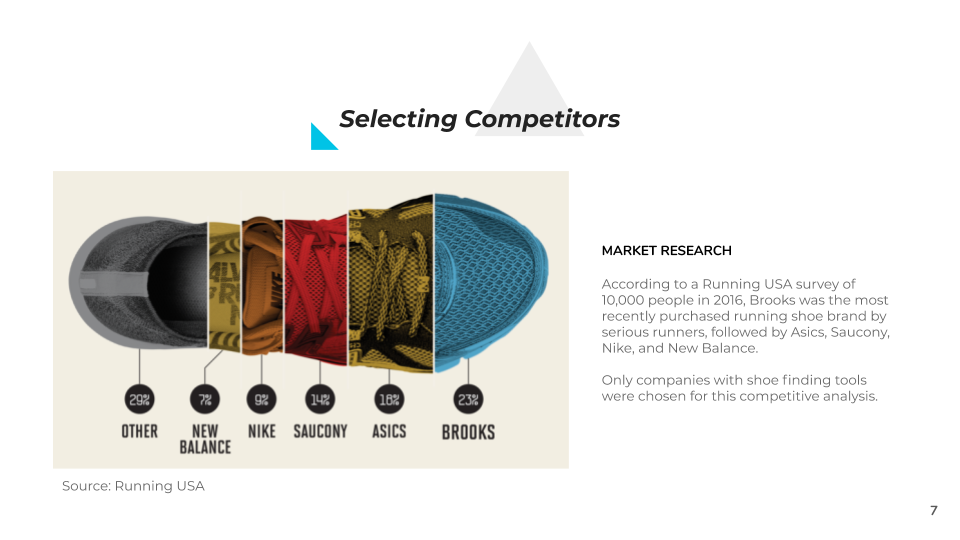 Selecting Competitors
NIKE
29%
7%
9%
14%
18%
23%
OTHER
NEW
BALANCE
NIKE
SAUCONY
ASICS
BROOKS
Source: Running USA
MARKET RESEARCH
According to a Running USA survey of
10,000 people in 2016, Brooks was the most
recently purchased running shoe brand by
serious runners, followed by Asics, Saucony,
Nike, and New Balance.
Only companies with shoe finding tools
were chosen for this competitive analysis.
7